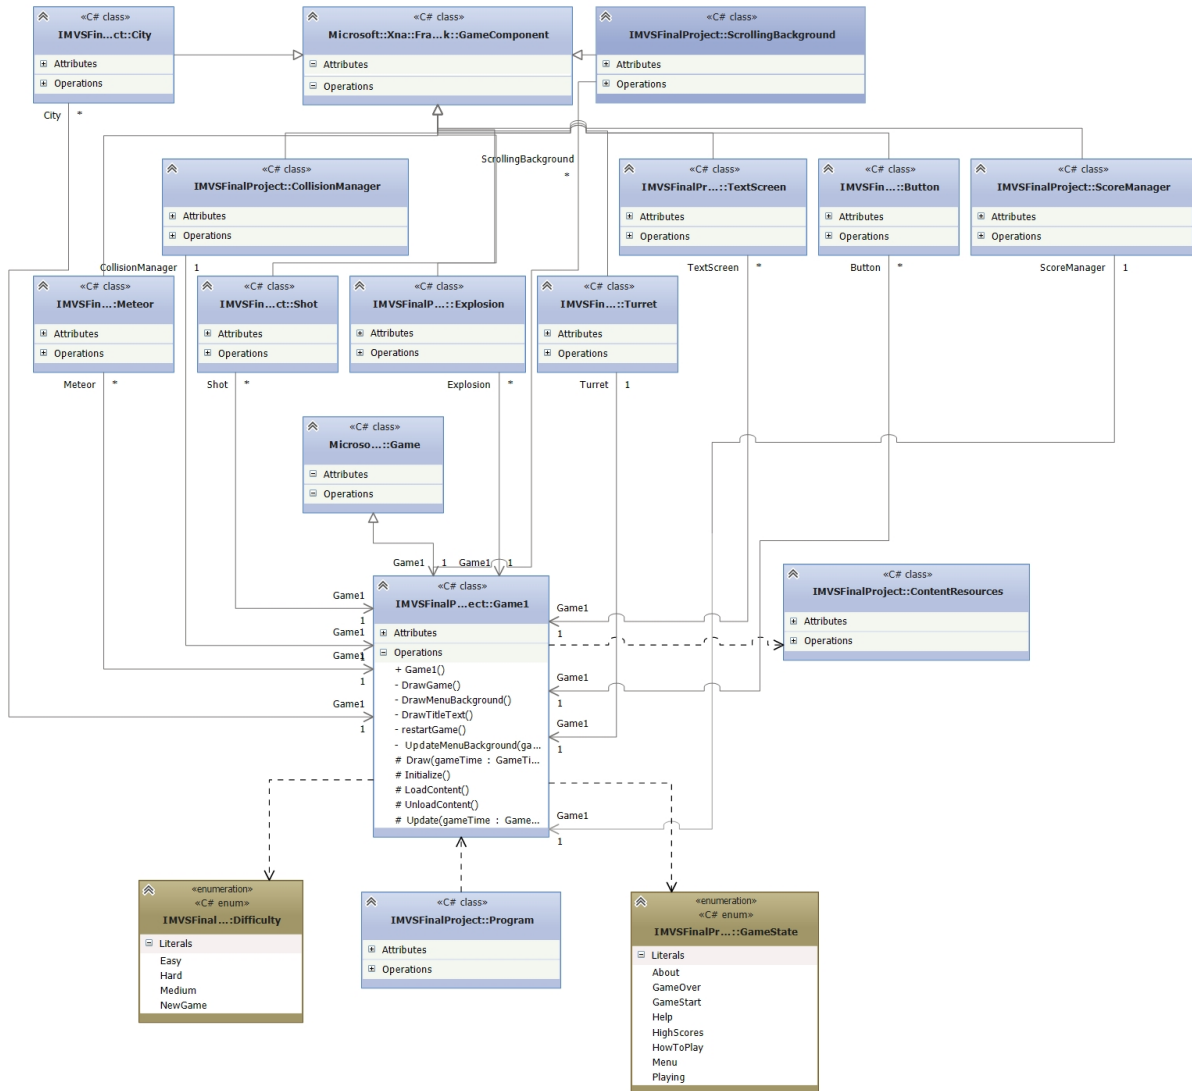 «C# class»
IMVSFin...ct::City
Attributes
Operations
City *
«C# class»
Microsoft::Xna::Fra...k::GameComponent
Attributes
Operations
«C# class»
IMVSFinalProject::ScrollingBackground
Attributes
Operations
ScrollingBackground
*
«C# class»
IMVSFinalProject::CollisionManager
Attributes
Operations
CollisionManager 1
«C# class»
IMVSFinalPr...::TextScreen
Attributes
Operations
TextScreen *
«C# class»
IMVSFin...::Button
Attributes
Operations
Button *
«C# class»
IMVSFinalProject::ScoreManager
Attributes
Operations
ScoreManager 1
«C# class»
IMVSFin...:Meteor
Attributes
Operations
Meteor *
«C# class»
IMVSFin...ct::Shot
Attributes
Operations
Shot *
«C# class»
IMVSFinalP...::Explosion
Attributes
Operations
Explosion *
«C# class»
IMVSFin...::Turret
Attributes
Operations
Turret 1
«C# class»
Microso...::Game
Attributes
Operations
Game1 1 Game1 1
«C# class»
IMVSFinalP...ect::Game1
Attributes
Operations
+ Game1()
- DrawGame()
- DrawMenuBackground()
- DrawTitleText()
- restartGame()
- UpdateMenuBackground(ga...
# Draw(gameTime : GameTi...
# Initialize()
# LoadContent()
# UnloadContent()
# Update(gameTime : Game...
Game1
1
Game1
1
Game1
1
Game1
1
Game1
1
Game1
1
Game1
1
Game1
1
«C# class»
IMVSFinalProject::ContentResources
Attributes
Operations
«enumeration»
«C# enum»
IMVSFinal...:Difficulty
Literals
Easy
Hard
Medium
NewGame
«C# class»
IMVSFinalProject::Program
Attributes
Operations
«enumeration»
«C# enum»
IMVSFinalPr...::GameState
Literals
About
GameOver
GameStart
Help
HighScores
HowToPlay
Menu
Playing